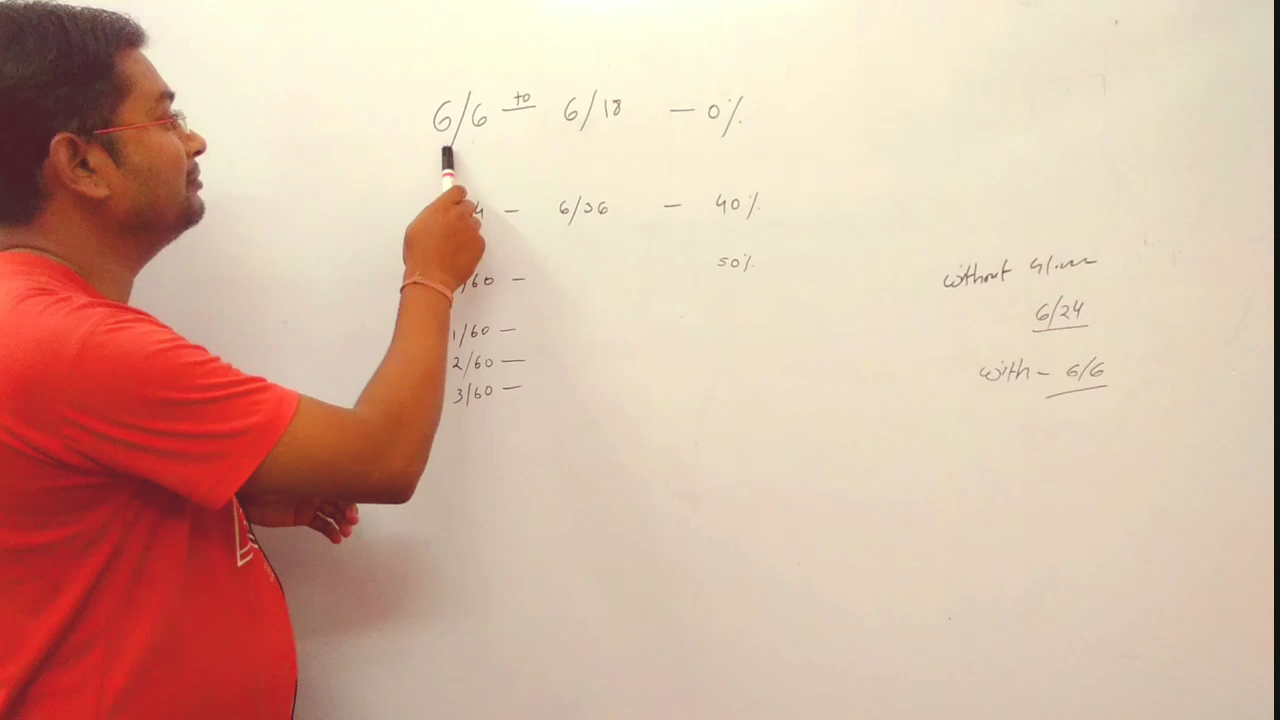 6/6 to 6/18 — 0%
4 — 6/36 — 40%
50%
/60 —
1/60 —
2/60 —
3/60 —
without
6/24
with — 6/6